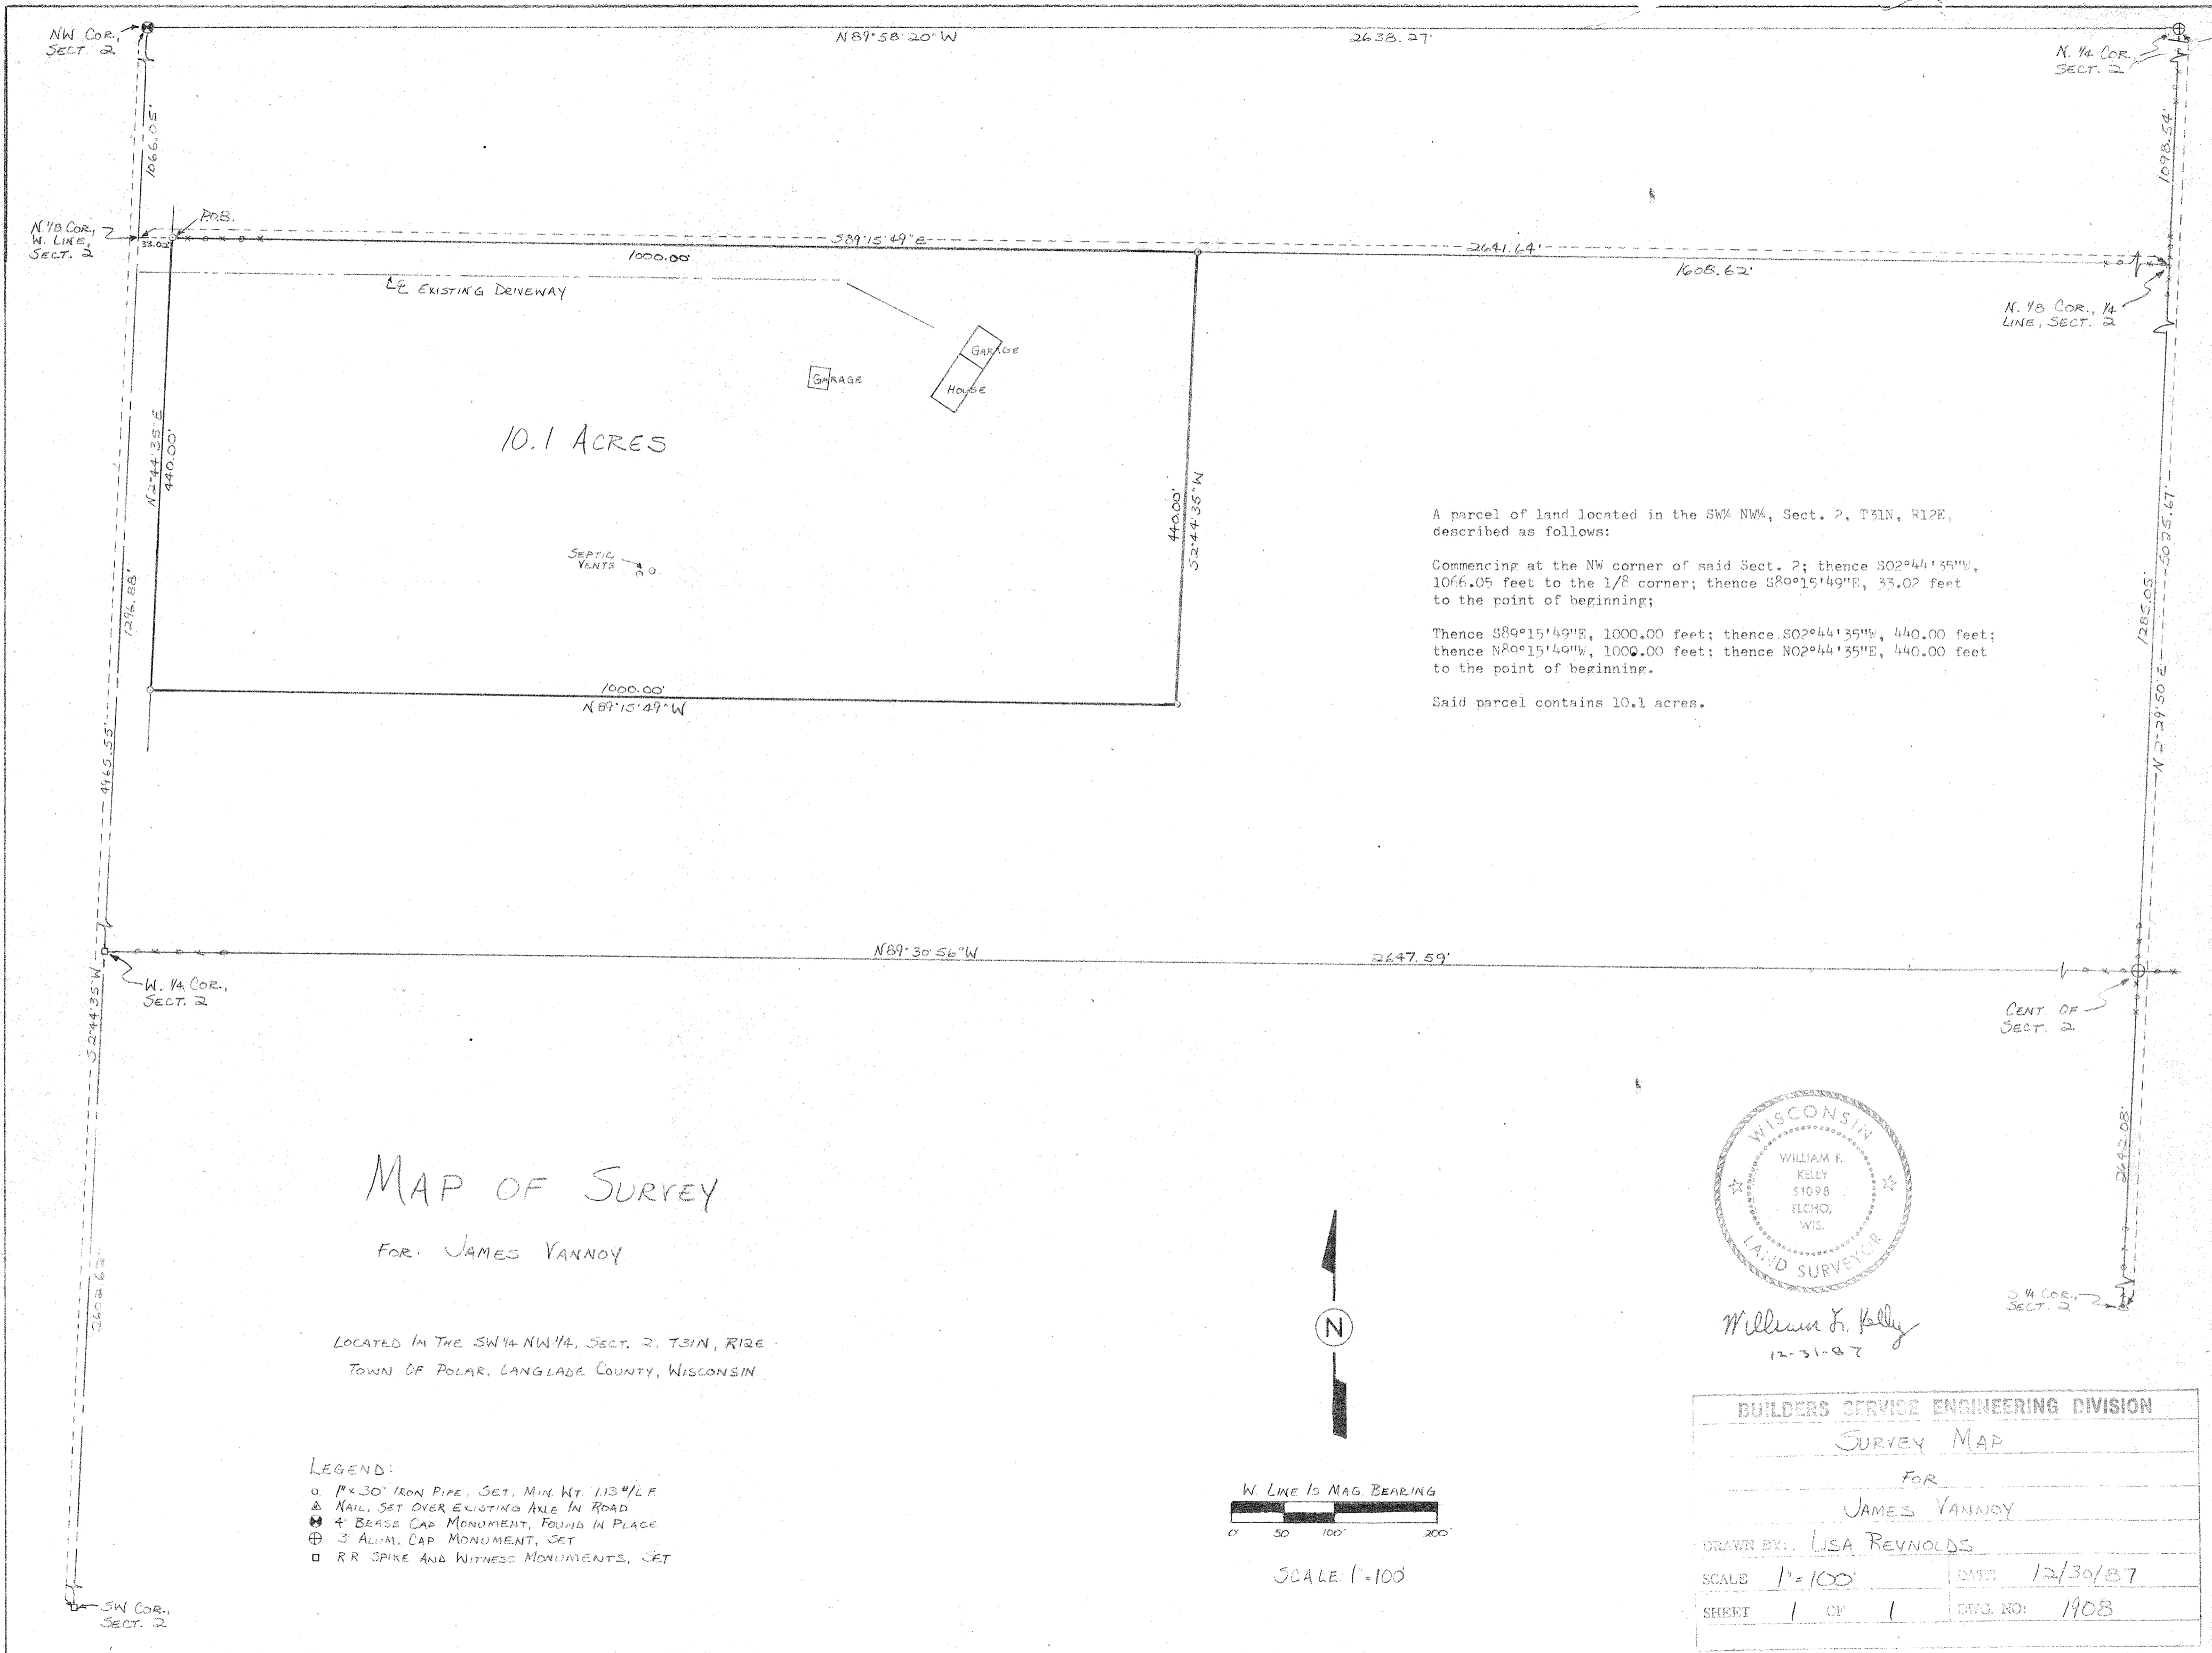 NW COR.,
SECT. 2
N89°58'20"W
2638.27'
N. 1/4 COR.,
SECT. 2
1066.05'
1098.54'
P.O.B.
N. 1/8 COR.,
W. LINE,
SECT. 2
33.02'
S89°15'49"E
2641.64'
1000.00'
1608.62'
℄ EXISTING DRIVEWAY
N. 1/8 COR., 1/4
LINE, SECT. 2
GARAGE
GARAGE
HOUSE
10.1 ACRES
N2°44'35"E
440.00'
440.00'
S2°44'35"W
SEPTIC
VENTS
1296.88'
4965.55'
1285.05'
5025.67'
N2°29'50"E
1000.00'
N89°15'49"W
A parcel of land located in the SW¼ NW¼, Sect. 2, T31N, R12E,
described as follows:
Commencing at the NW corner of said Sect. 2; thence S02°44'35"W,
1066.05 feet to the 1/8 corner; thence S89°15'49"E, 33.02 feet
to the point of beginning;
Thence S89°15'49"E, 1000.00 feet; thence S02°44'35"W, 440.00 feet;
thence N89°15'49"W, 1000.00 feet; thence N02°44'35"E, 440.00 feet
to the point of beginning.
Said parcel contains 10.1 acres.
N89°30'56"W
2647.59'
W. 1/4 COR.,
SECT. 2
S2°44'35"W
CENT. OF
SECT. 2
2642.08'
2602.62'
S. 1/4 COR.,
SECT. 2
SW COR.,
SECT. 2
MAP OF SURVEY
FOR: JAMES VANNOY
LOCATED IN THE SW 1/4 NW 1/4, SECT. 2, T31N, R12E
TOWN OF POLAR, LANGLADE COUNTY, WISCONSIN
LEGEND:
1" x 30" IRON PIPE, SET, MIN. WT. 1.13 #/LF
NAIL, SET OVER EXISTING AXLE IN ROAD
4" BRASS CAP MONUMENT, FOUND IN PLACE
3" ALUM. CAP MONUMENT, SET
RR SPIKE AND WITNESS MONUMENTS, SET
N
W. LINE IS MAG. BEARING
0' 50 100' 200'
SCALE 1"=100'
WISCONSIN
WILLIAM F.
KELLY
S1098
ELCHO,
WIS.
LAND SURVEYOR
William F. Kelly
12-31-87
BUILDERS SERVICE ENGINEERING DIVISION
SURVEY MAP
FOR
JAMES VANNOY
DRAWN BY: LISA REYNOLDS
SCALE 1"=100' DATE 12/30/87
SHEET 1 OF 1 DWG. NO: 1908